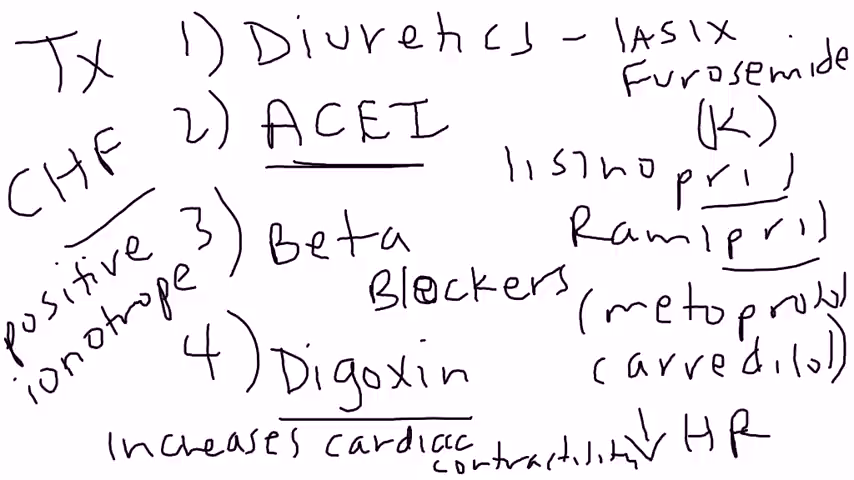 Tx 1) Diuretics - lASIX
Furosemide
(K)
CHF 2) ACEI
lisinopril
Ramipril
3) Beta
Blockers
(metoprolol
carvedilol)
positive
ionotrope
4) Digoxin
increases cardiac
contractility ↓ HR